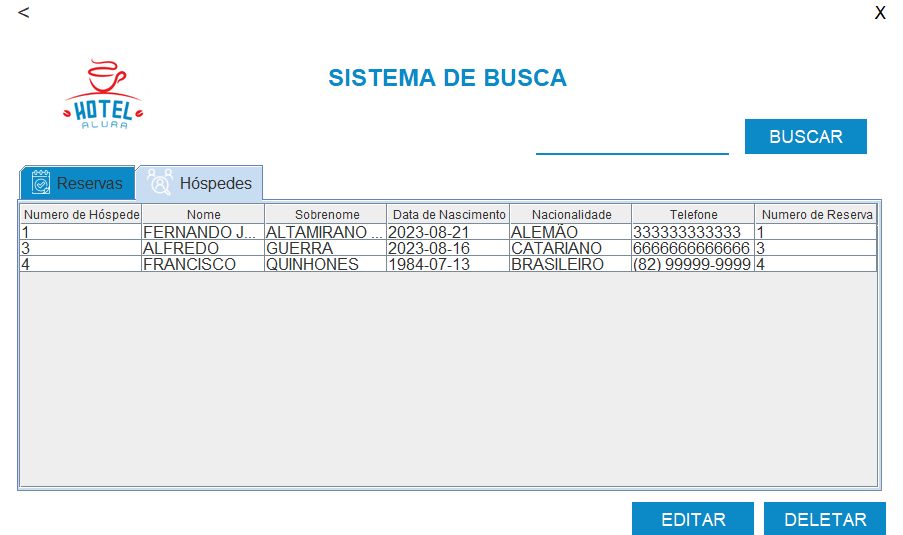 < X
SISTEMA DE BUSCA
HOTEL
ALURA
BUSCAR
Reservas Hóspedes
Numero de Hóspede Nome Sobrenome Data de Nascimento Nacionalidade Telefone Numero de Reserva
1 FERNANDO J... ALTAMIRANO ... 2023-08-21 ALEMÃO 333333333333 1
3 ALFREDO GUERRA 2023-08-16 CATARIANO 6666666666666 3
4 FRANCISCO QUINHONES 1984-07-13 BRASILEIRO (82) 99999-9999 4
EDITAR DELETAR